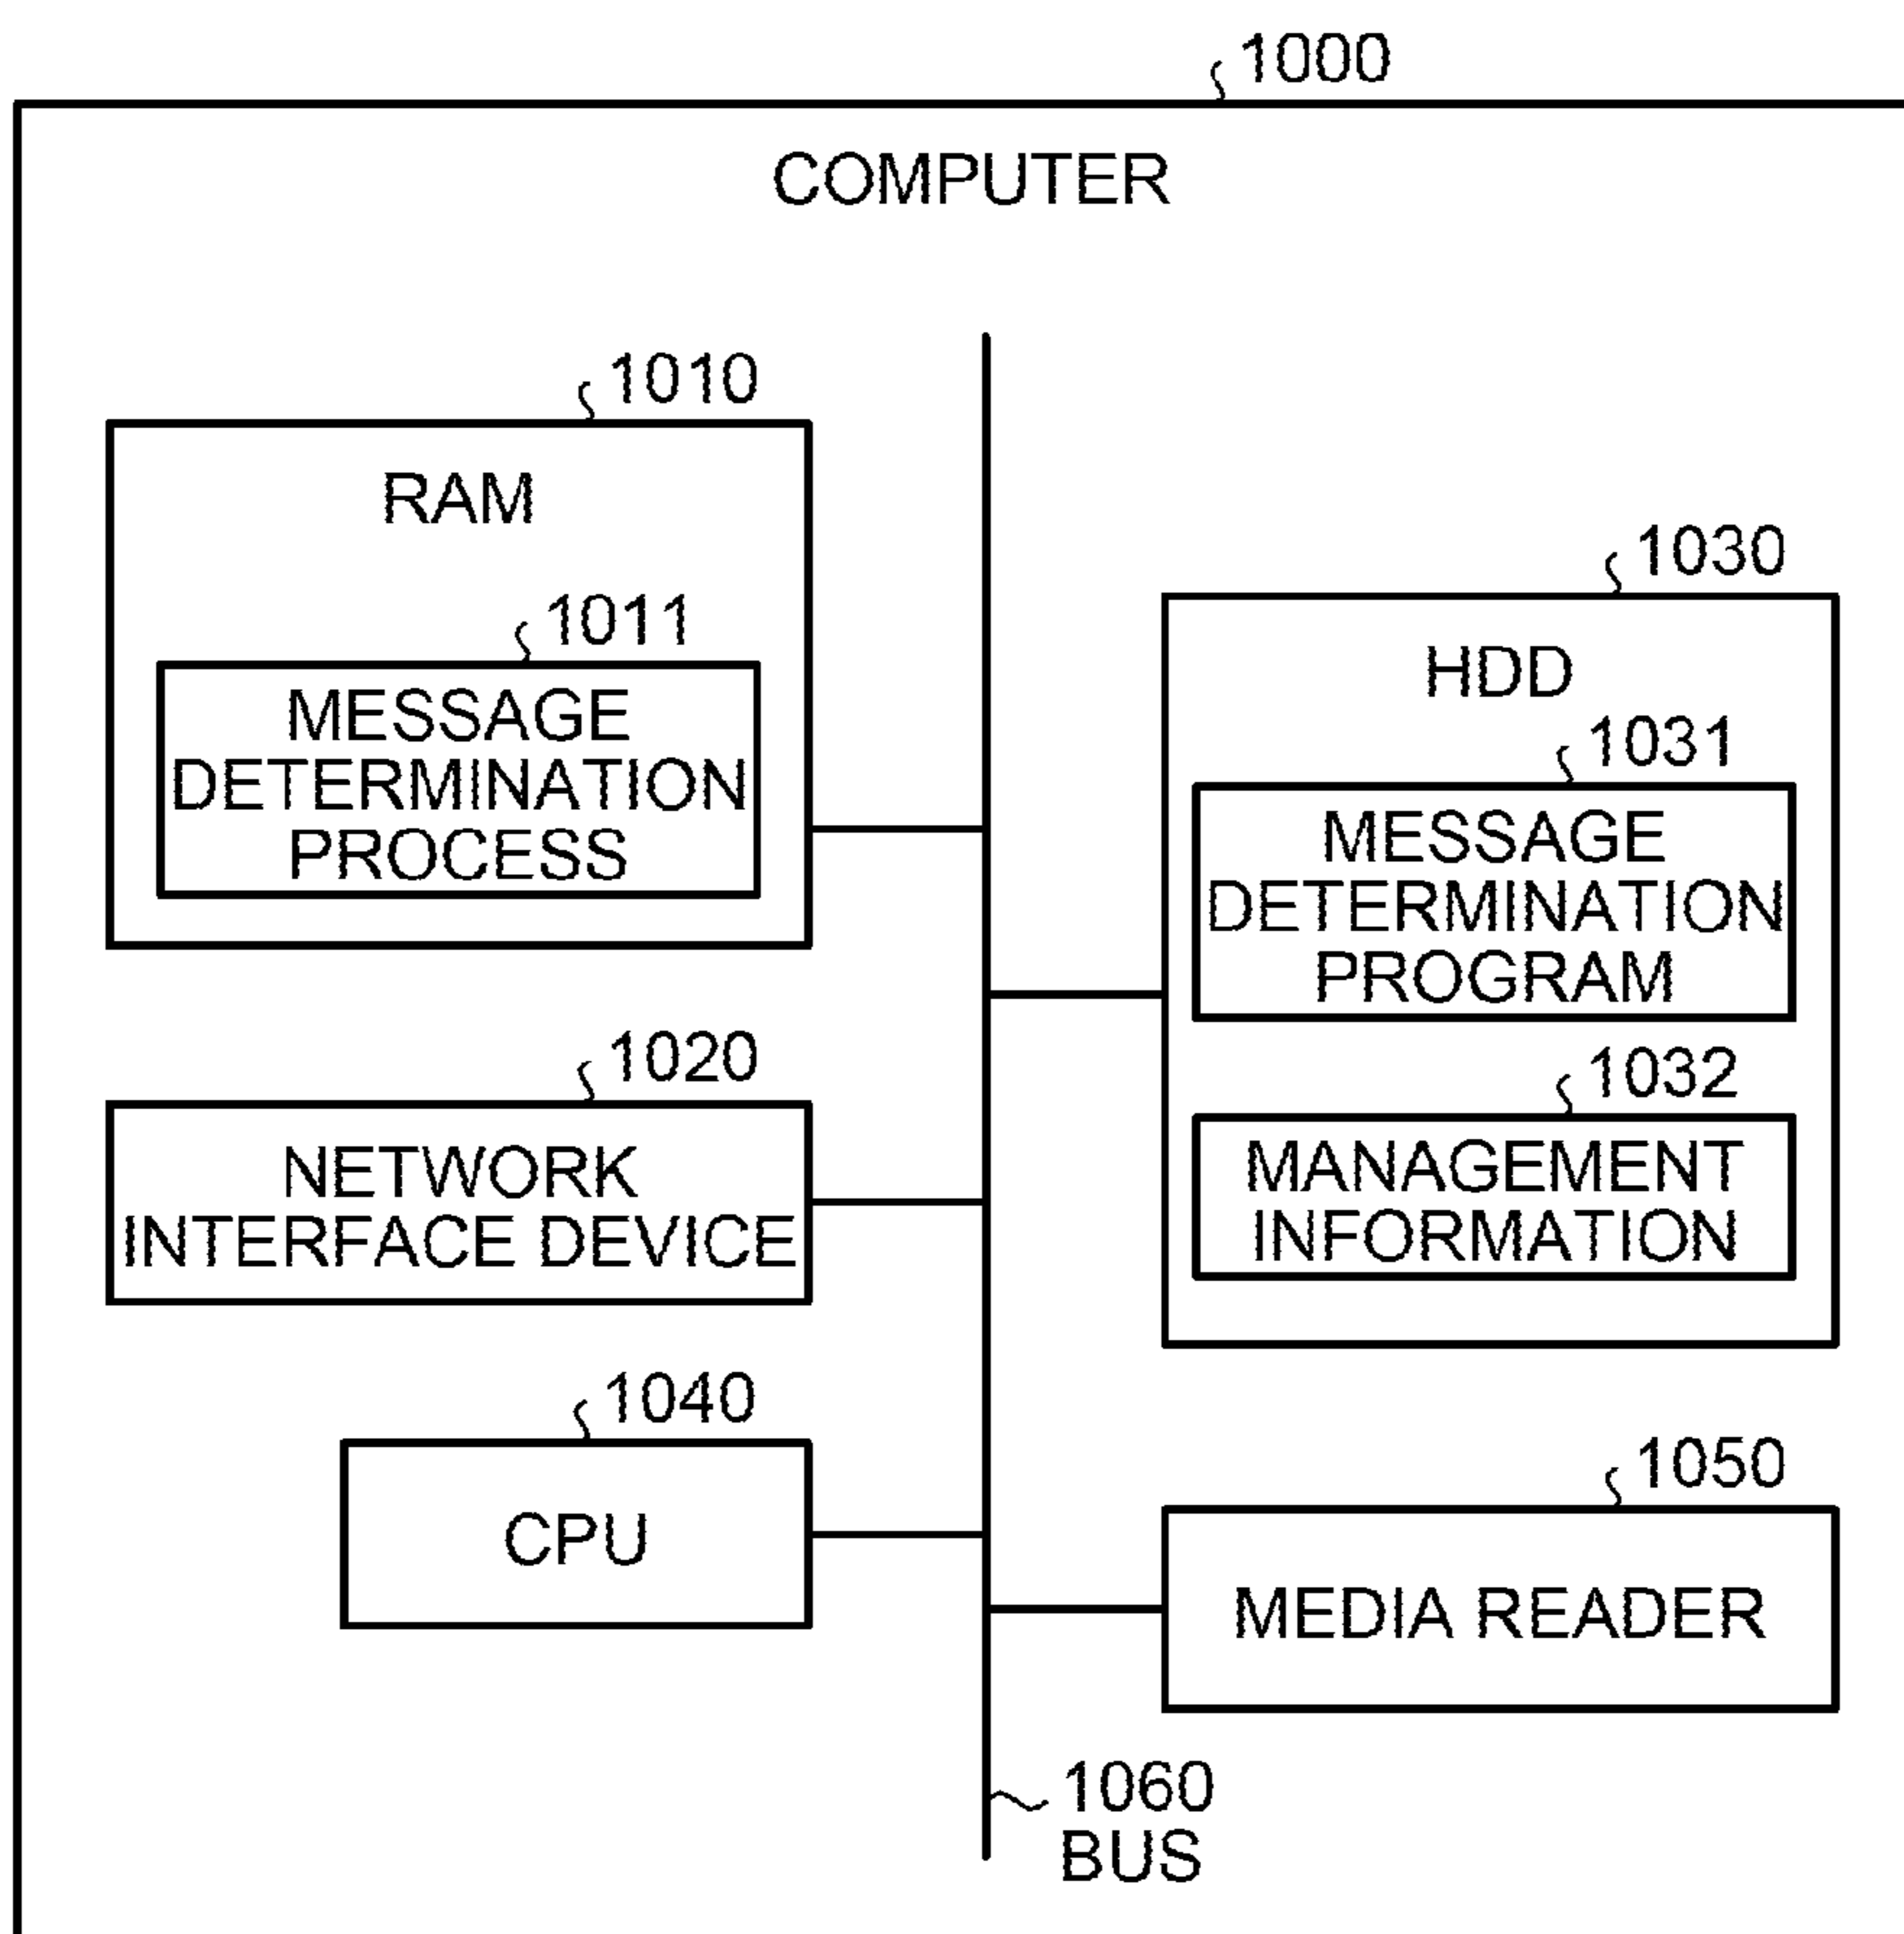 1000
COMPUTER
1010
RAM
1011
MESSAGE
DETERMINATION
PROCESS
1020
NETWORK
INTERFACE DEVICE
1040
CPU
1030
HDD
1031
MESSAGE
DETERMINATION
PROGRAM
1032
MANAGEMENT
INFORMATION
1050
MEDIA READER
1060
BUS